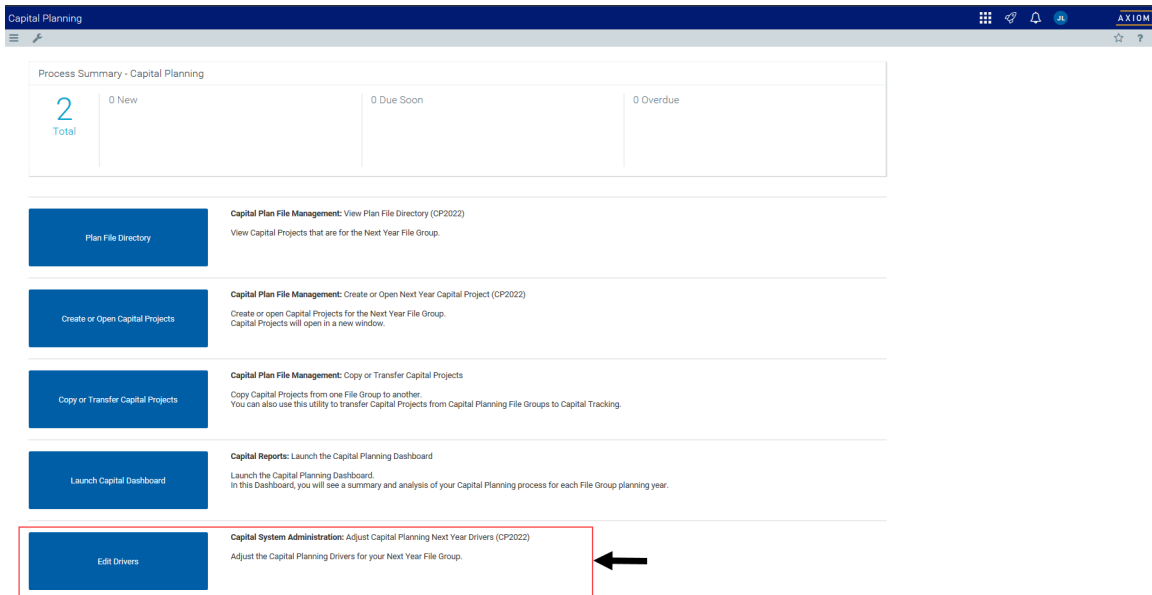 Capital Planning
JL
AXIOM
?
Process Summary - Capital Planning
2
Total
0 New
0 Due Soon
0 Overdue
Plan File Directory
Capital Plan File Management: View Plan File Directory (CP2022)
View Capital Projects that are for the Next Year File Group.
Create or Open Capital Projects
Capital Plan File Management: Create or Open Next Year Capital Project (CP2022)
Create or open Capital Projects for the Next Year File Group.
Capital Projects will open in a new window.
Copy or Transfer Capital Projects
Capital Plan File Management: Copy or Transfer Capital Projects
Copy Capital Projects from one File Group to another.
You can also use this utility to transfer Capital Projects from Capital Planning File Groups to Capital Tracking.
Launch Capital Dashboard
Capital Reports: Launch the Capital Planning Dashboard
Launch the Capital Planning Dashboard.
In this Dashboard, you will see a summary and analysis of your Capital Planning process for each File Group planning year.
Edit Drivers
Capital System Administration: Adjust Capital Planning Next Year Drivers (CP2022)
Adjust the Capital Planning Drivers for your Next Year File Group.